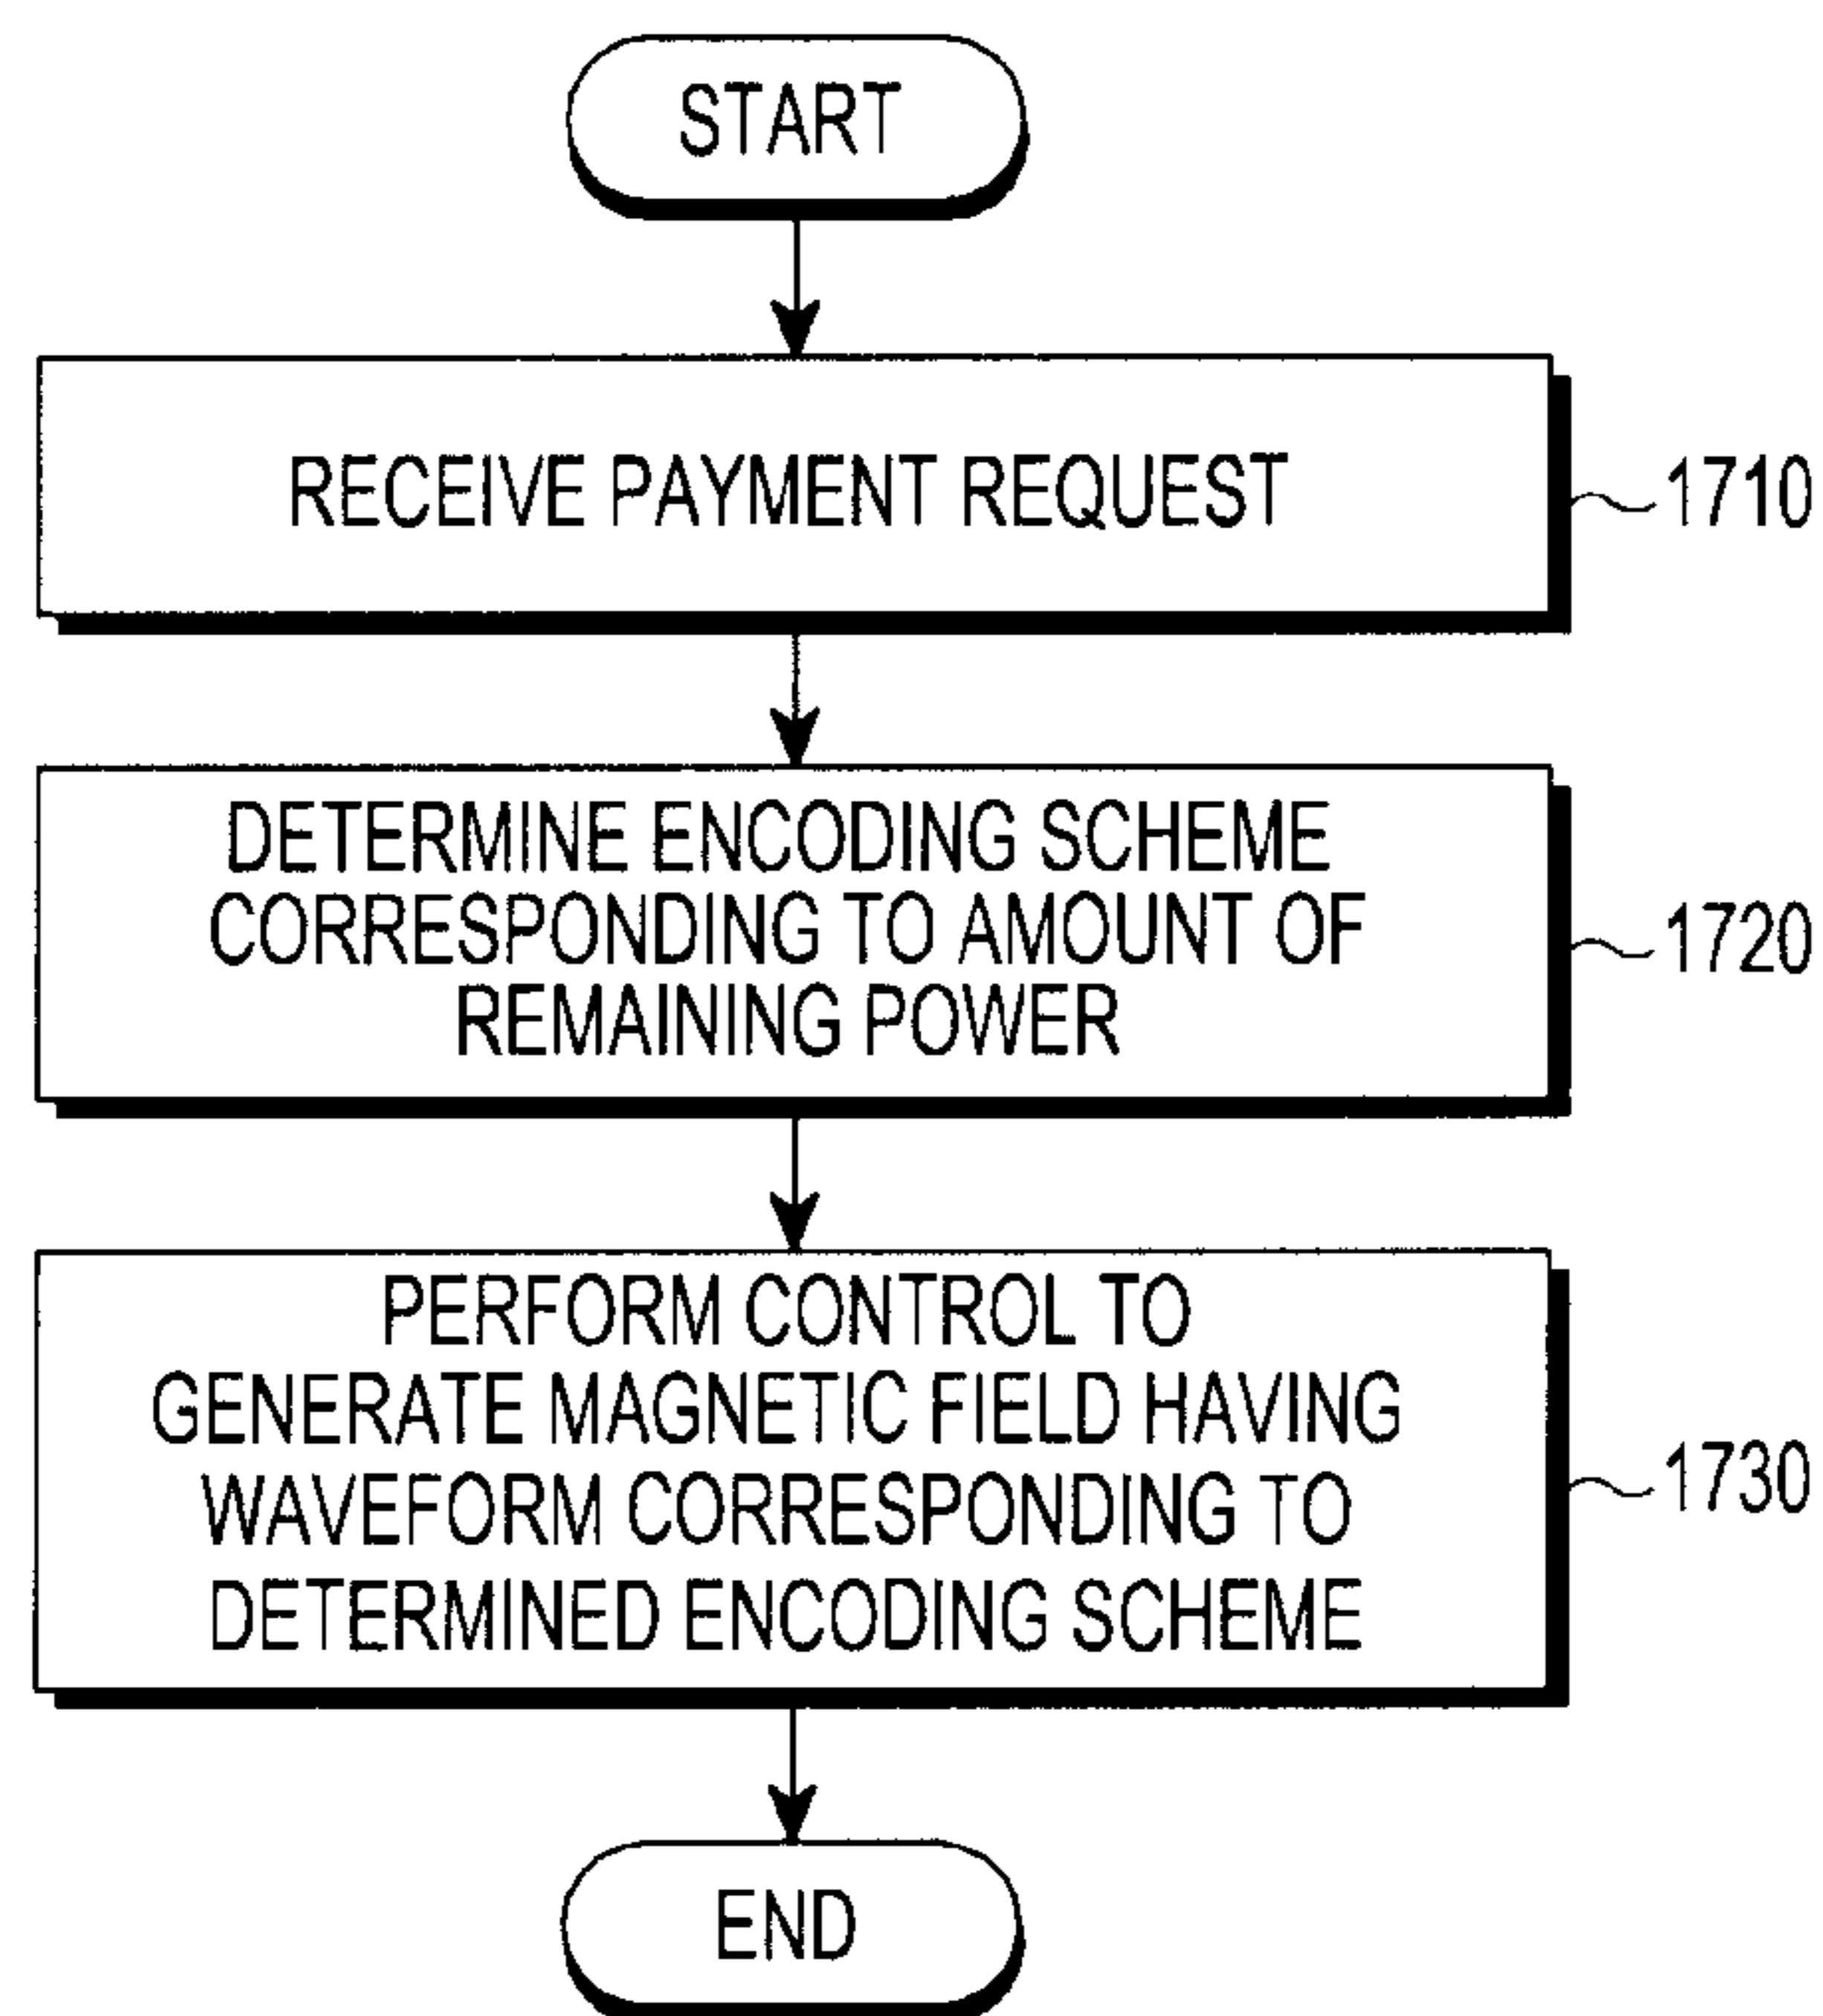 START
RECEIVE PAYMENT REQUEST
1710
DETERMINE ENCODING SCHEME
CORRESPONDING TO AMOUNT OF
REMAINING POWER
1720
PERFORM CONTROL TO
GENERATE MAGNETIC FIELD HAVING
WAVEFORM CORRESPONDING TO
DETERMINED ENCODING SCHEME
1730
END